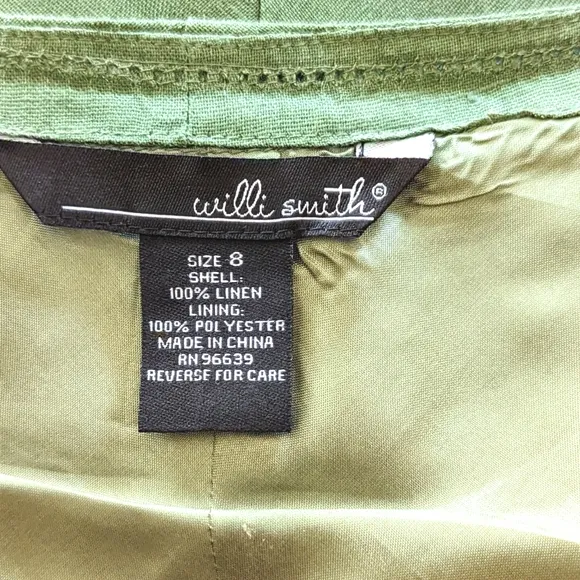 willi smith®
SIZE 8
SHELL:
100% LINEN
LINING:
100% POLYESTER
MADE IN CHINA
RN 96639
REVERSE FOR CARE